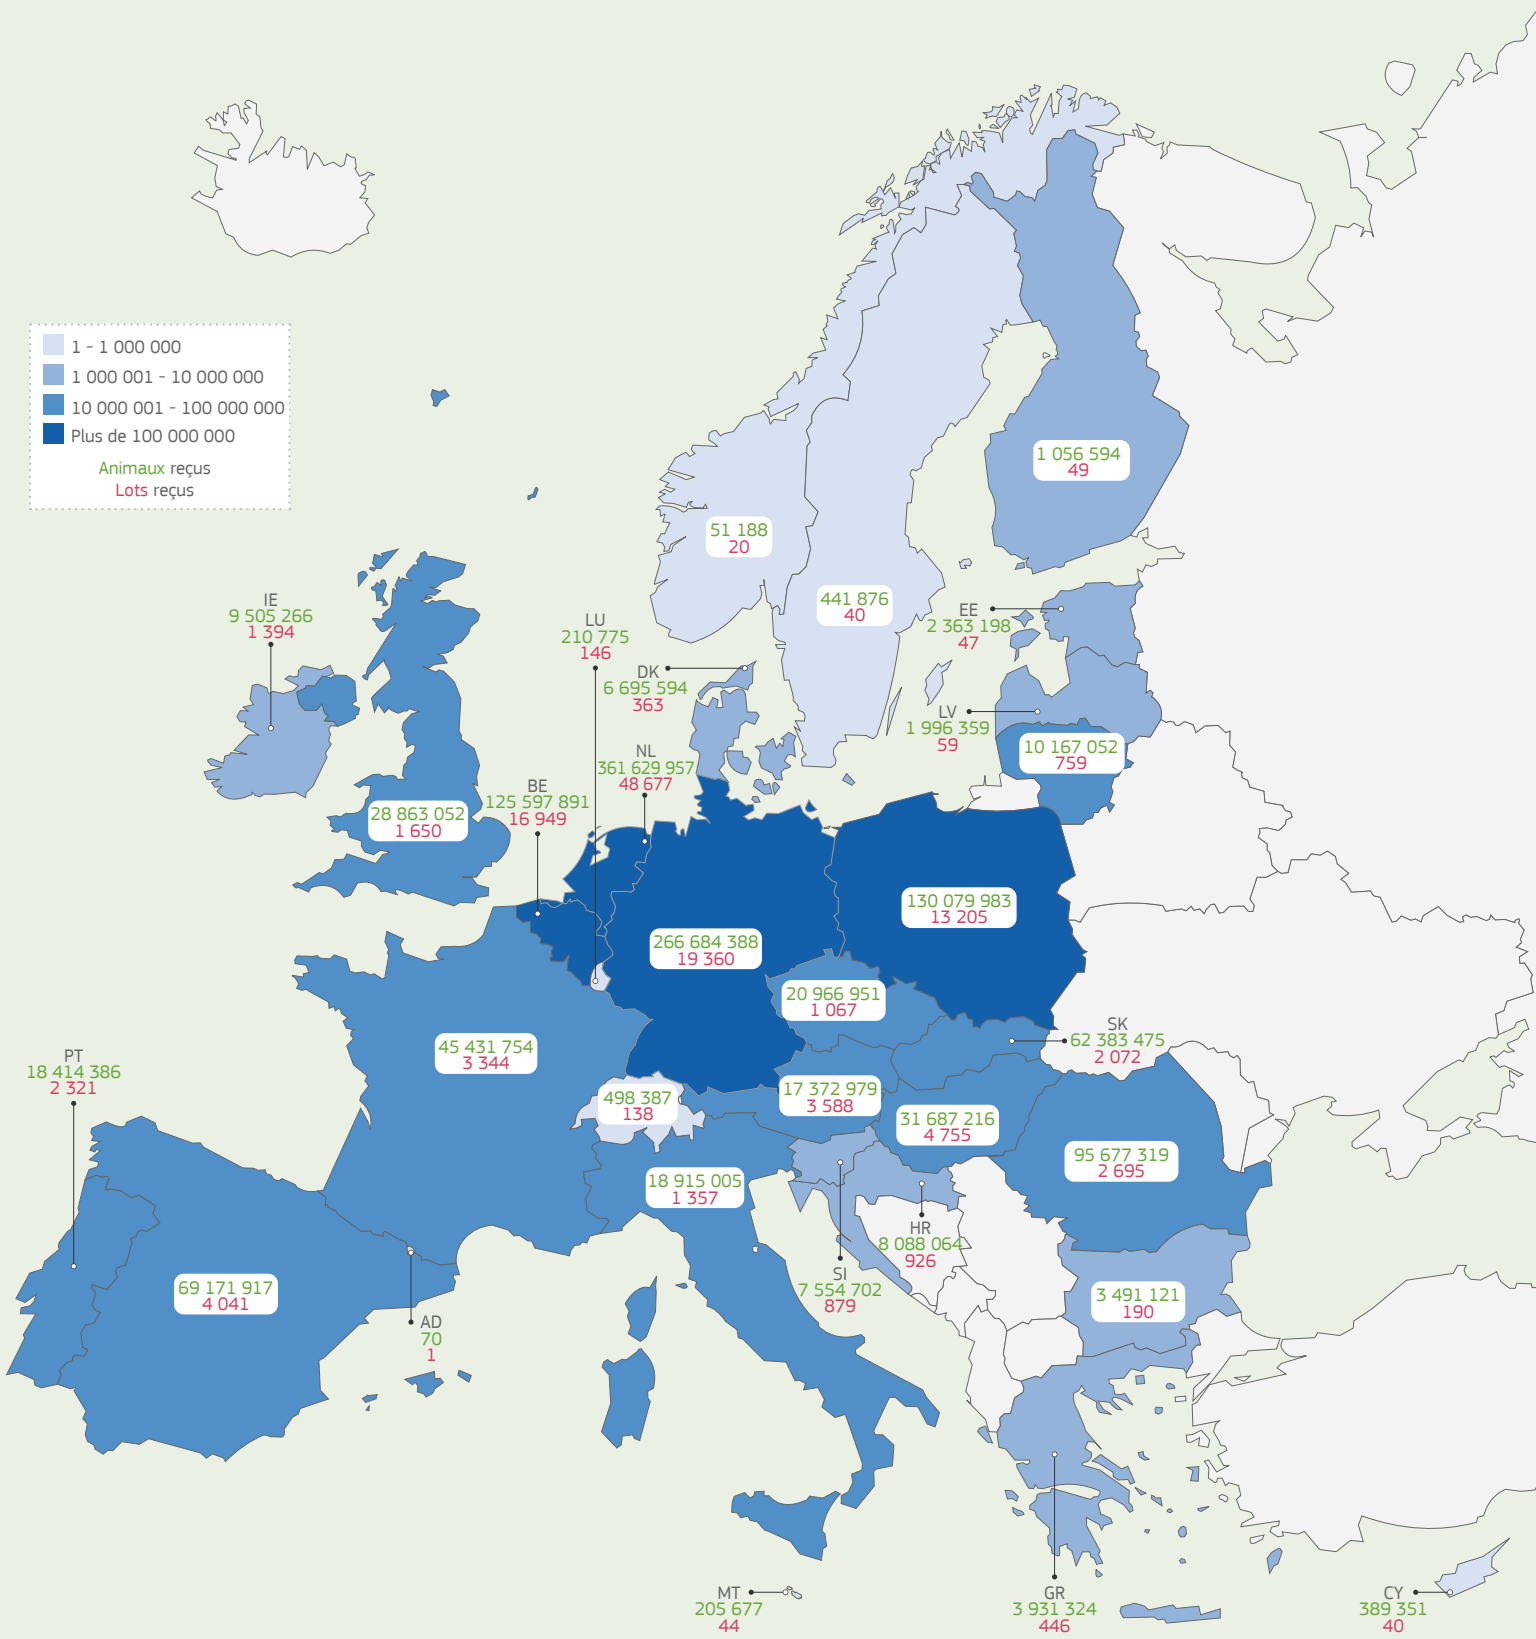 1 - 1 000 000
1 000 001 - 10 000 000
10 000 001 - 100 000 000
Plus de 100 000 000
Animaux reçus
Lots reçus
1 056 594
49
51 188
20
441 876
40
IE
9 505 266
1 394
LU
210 775
146
EE
2 363 198
47
DK
6 695 594
363
LV
1 996 359
59
10 167 052
759
NL
361 629 957
48 677
BE
125 597 891
16 949
28 863 052
1 650
130 079 983
13 205
266 684 388
19 360
20 966 951
1 067
SK
62 383 475
2 072
45 431 754
3 344
PT
18 414 386
2 321
498 387
138
17 372 979
3 588
31 687 216
4 755
95 677 319
2 695
18 915 005
1 357
HR
8 088 064
926
SI
7 554 702
879
69 171 917
4 041
3 491 121
190
AD
70
1
MT
205 677
44
GR
3 931 324
446
CY
389 351
40